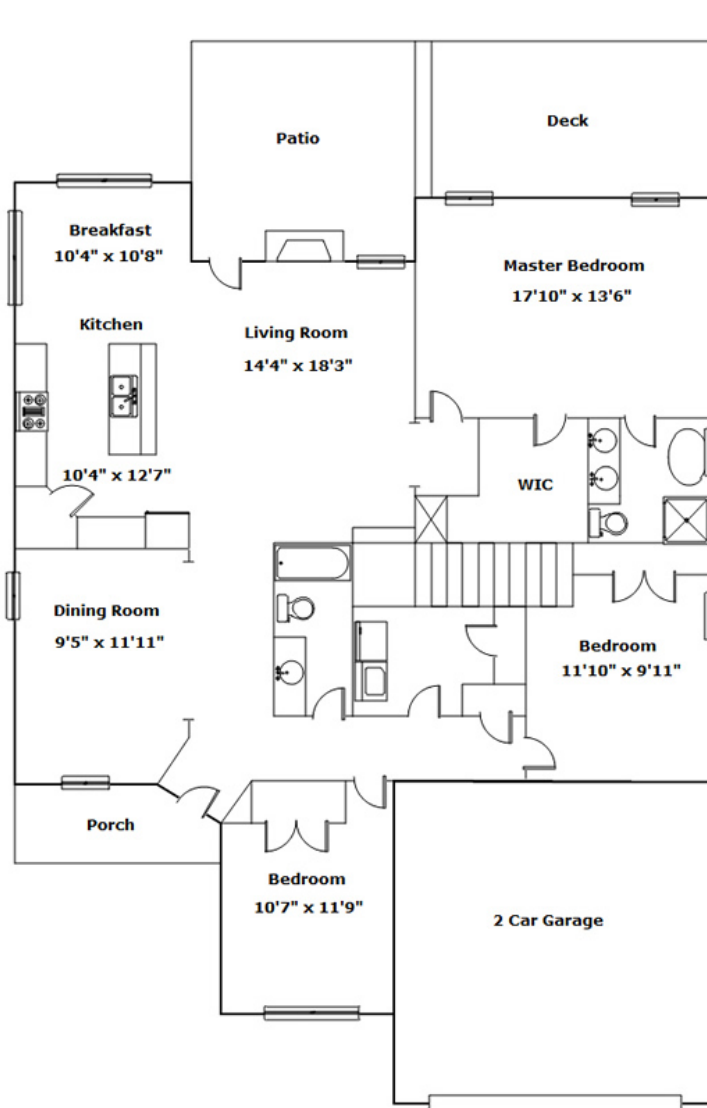 Patio
Deck
Breakfast
10'4" x 10'8"
Master Bedroom
17'10" x 13'6"
Kitchen
Living Room
14'4" x 18'3"
10'4" x 12'7"
WIC
Dining Room
9'5" x 11'11"
Bedroom
11'10" x 9'11"
Porch
Bedroom
10'7" x 11'9"
2 Car Garage